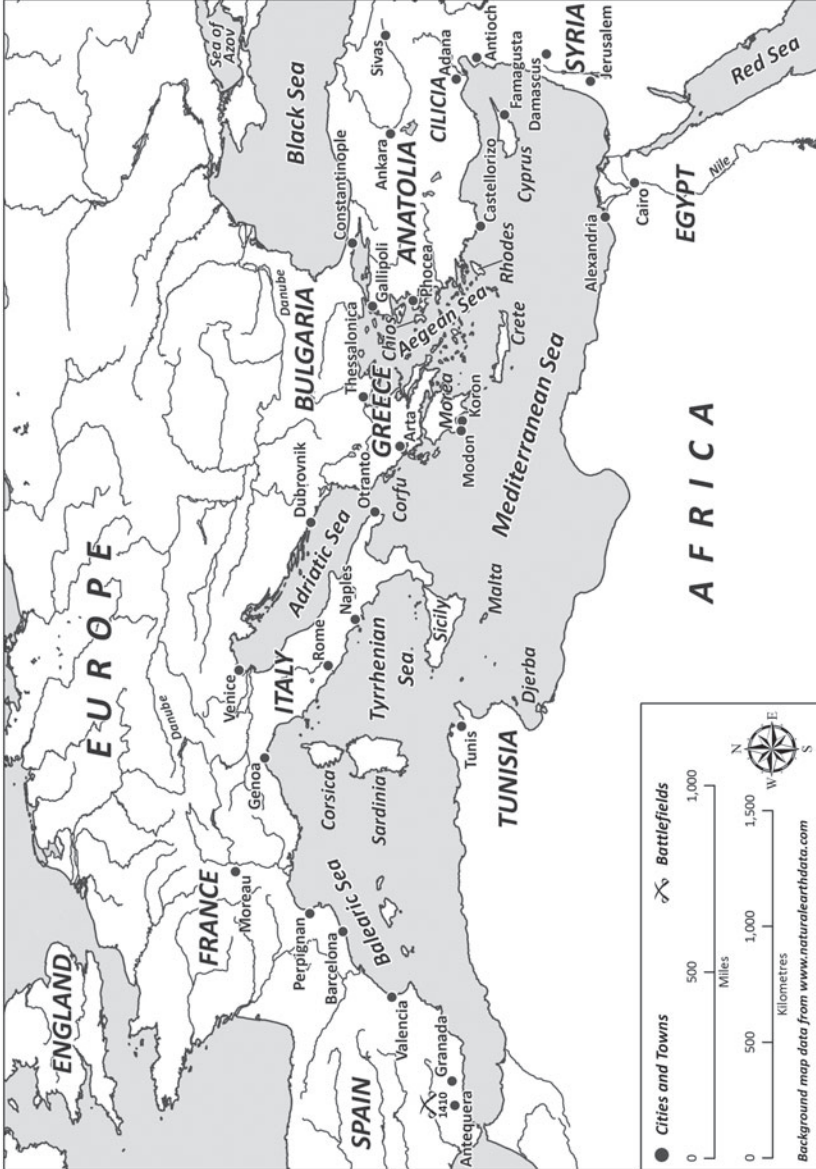 EUROPE
ENGLAND
FRANCE
Moreau
SPAIN
Perpignan
Barcelona
Valencia
Granada
1410
Antequera
Balearic Sea
Genoa
Venice
ITALY
Rome
Naples
Corsica
Sardinia
Tyrrhenian
Sea
Sicily
Malta
Djerba
Tunis
TUNISIA
Danube
Adriatic Sea
Dubrovnik
Otranto
Corfu
BULGARIA
Danube
Thessalonica
GREECE
Arta
Morea
Modon
Koron
Aegean Sea
Chios
Gallipoli
Phocea
Constantinople
Black Sea
Sea of
Azov
Sivas
Ankara
ANATOLIA
CILICIA
Adana
Antioch
Castellorizo
Rhodes
Crete
Cyprus
Famagusta
Damascus
SYRIA
Jerusalem
Mediterranean Sea
Alexandria
Cairo
EGYPT
Nile
Red Sea
AFRICA
Cities and Towns
Battlefields
0 500 1,000
Miles
0 500 1,000 1,500
Kilometres
N
E
S
W
Background map data from www.naturalearthdata.com